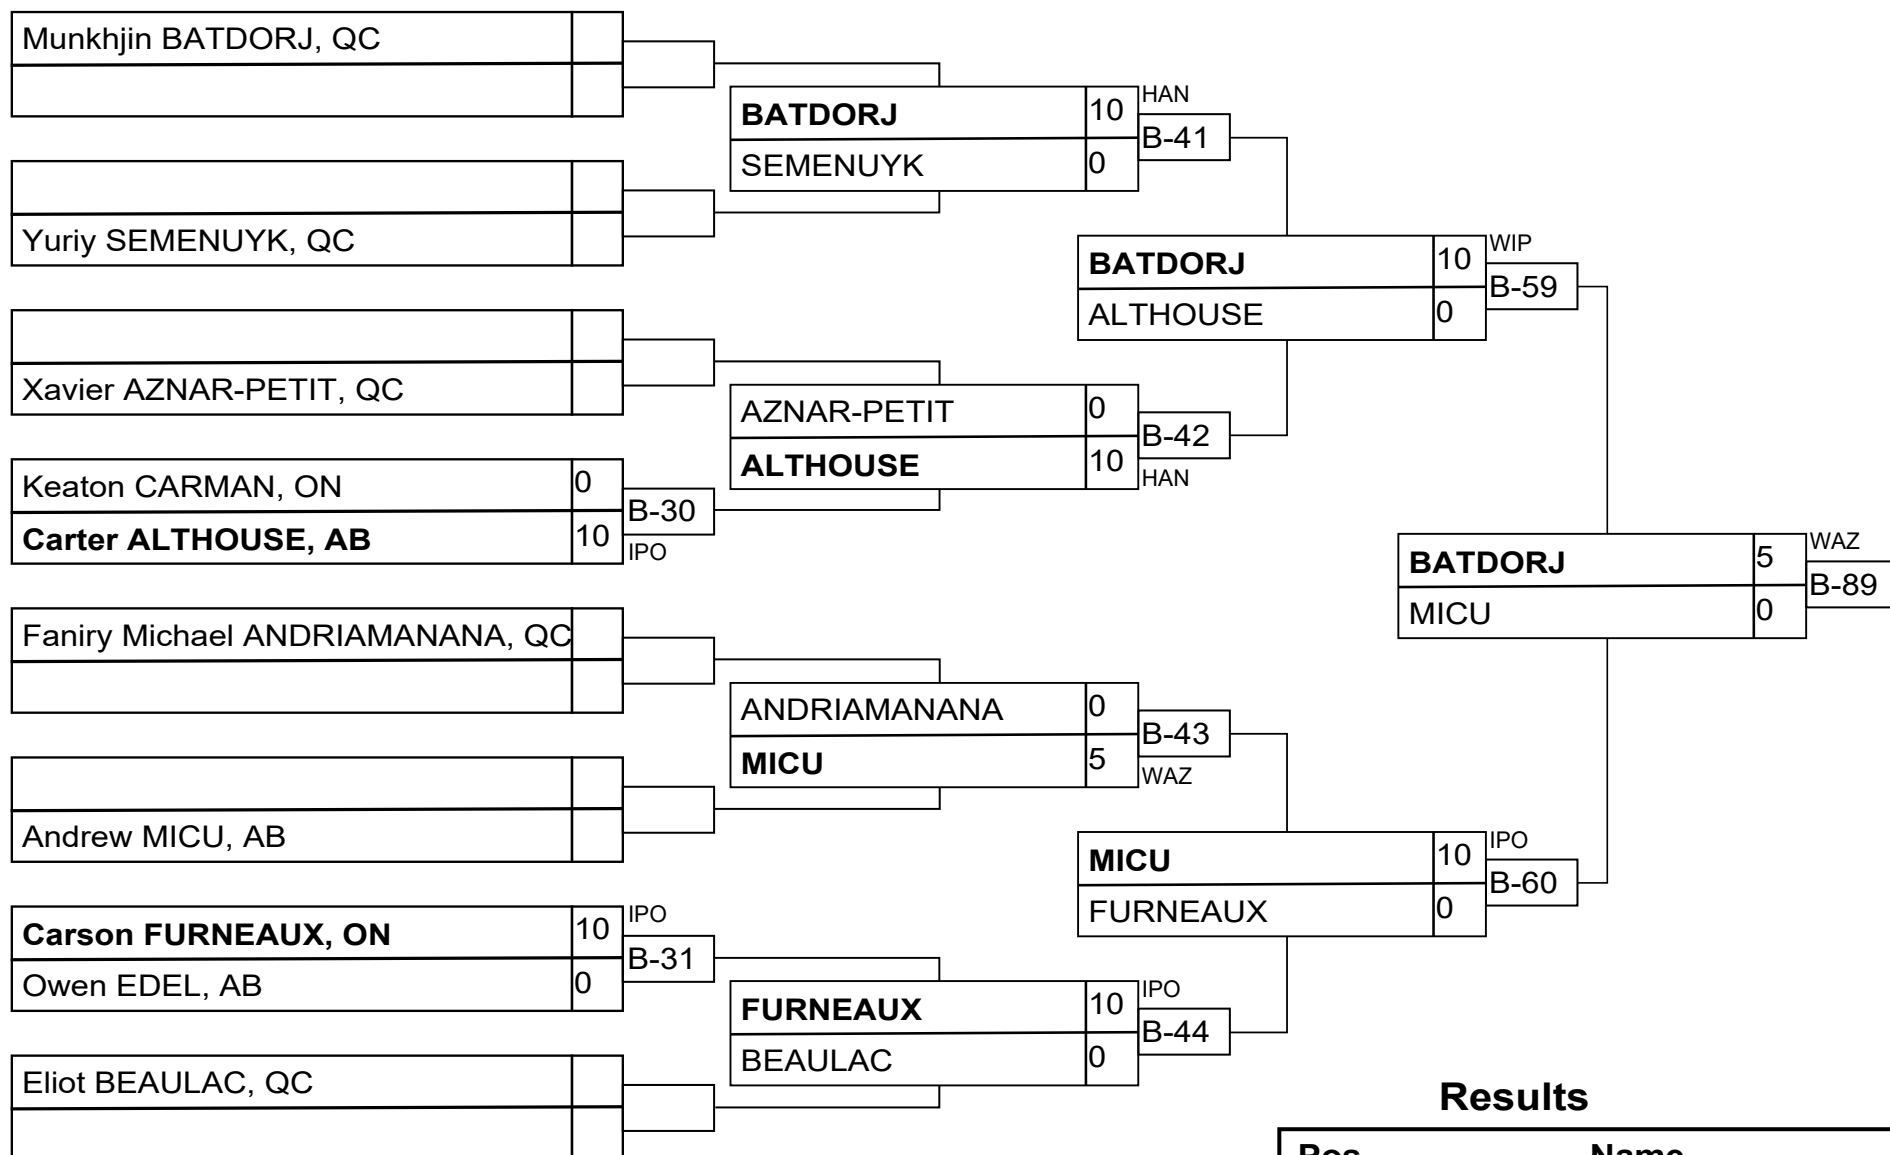 Munkhjin BATDORJ, QC
Yuriy SEMENUYK, QC
Xavier AZNAR-PETIT, QC
Keaton CARMAN, ON 0
Carter ALTHOUSE, AB 10
B-30
IPO
Faniry Michael ANDRIAMANANA, QC
Andrew MICU, AB
Carson FURNEAUX, ON 10
Owen EDEL, AB 0
IPO
B-31
Eliot BEAULAC, QC
BATDORJ 10
SEMENUYK 0
HAN
B-41
AZNAR-PETIT 0
ALTHOUSE 10
B-42
HAN
ANDRIAMANANA 0
MICU 5
B-43
WAZ
FURNEAUX 10
BEAULAC 0
IPO
B-44
BATDORJ 10
ALTHOUSE 0
WIP
B-59
MICU 10
FURNEAUX 0
IPO
B-60
BATDORJ 5
MICU 0
WAZ
B-89
Results
Pos Name